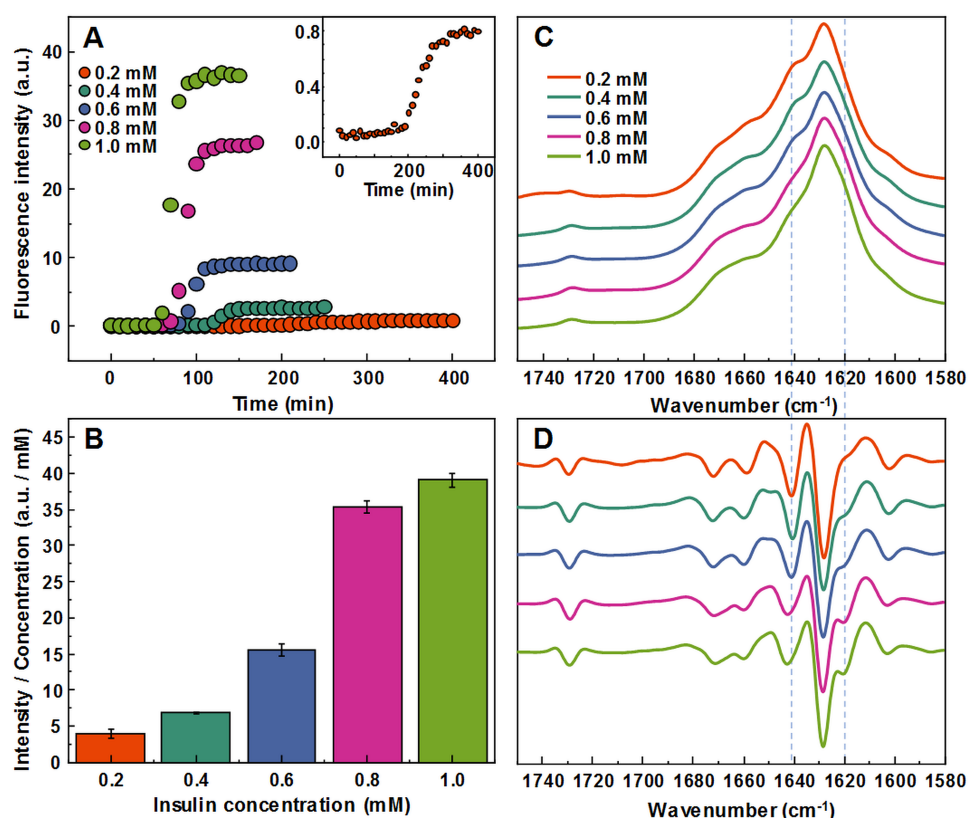 A
Fluorescence intensity (a.u.)
40
30
20
10
0
0.2 mM
0.4 mM
0.6 mM
0.8 mM
1.0 mM
0.8
0.4
0.0
0 200 400
Time (min)
0 100 200 300 400
Time (min)
C
0.2 mM
0.4 mM
0.6 mM
0.8 mM
1.0 mM
1740 1720 1700 1680 1660 1640 1620 1600 1580
Wavenumber (cm⁻¹)
B
Intensity / Concentration (a.u. / mM)
45
40
35
30
25
20
15
10
5
0
0.2 0.4 0.6 0.8 1.0
Insulin concentration (mM)
D
1740 1720 1700 1680 1660 1640 1620 1600 1580
Wavenumber (cm⁻¹)